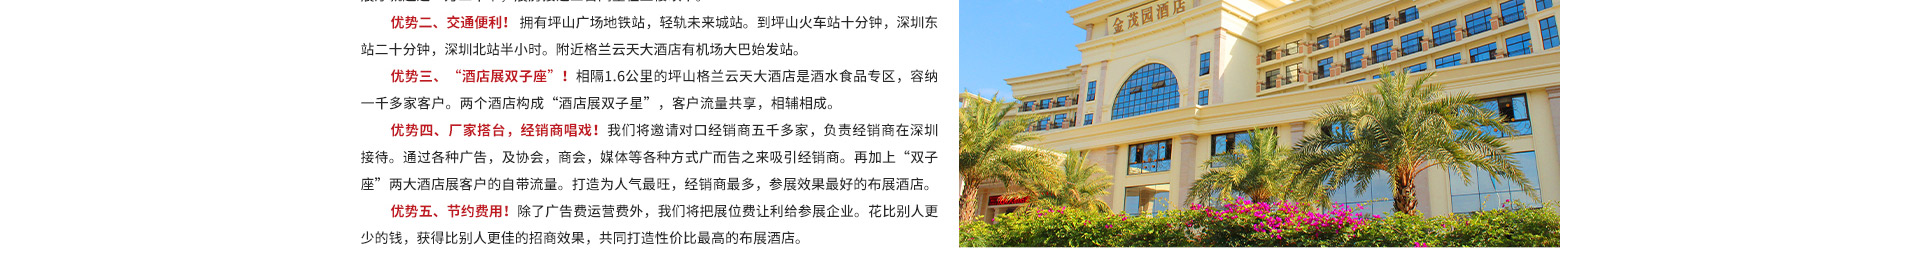 优势二、交通便利！ 拥有坪山广场地铁站，轻轨未来城站。到坪山火车站十分钟，深圳东
站二十分钟，深圳北站半小时。附近格兰云天大酒店有机场大巴始发站。
优势三、“酒店展双子座”！相隔1.6公里的坪山格兰云天大酒店是酒水食品专区，容纳
一千多家客户。两个酒店构成“酒店展双子星”，客户流量共享，相辅相成。
优势四、厂家搭台，经销商唱戏！我们将邀请对口经销商五千多家，负责经销商在深圳
接待。通过各种广告，及协会，商会，媒体等各种方式广而告之来吸引经销商。再加上“双子
座”两大酒店展客户的自带流量。打造为人气最旺，经销商最多，参展效果最好的布展酒店。
优势五、节约费用！除了广告费运营费外，我们将把展位费让利给参展企业。花比别人更
少的钱，获得比别人更佳的招商效果，共同打造性价比最高的布展酒店。
金茂园酒店